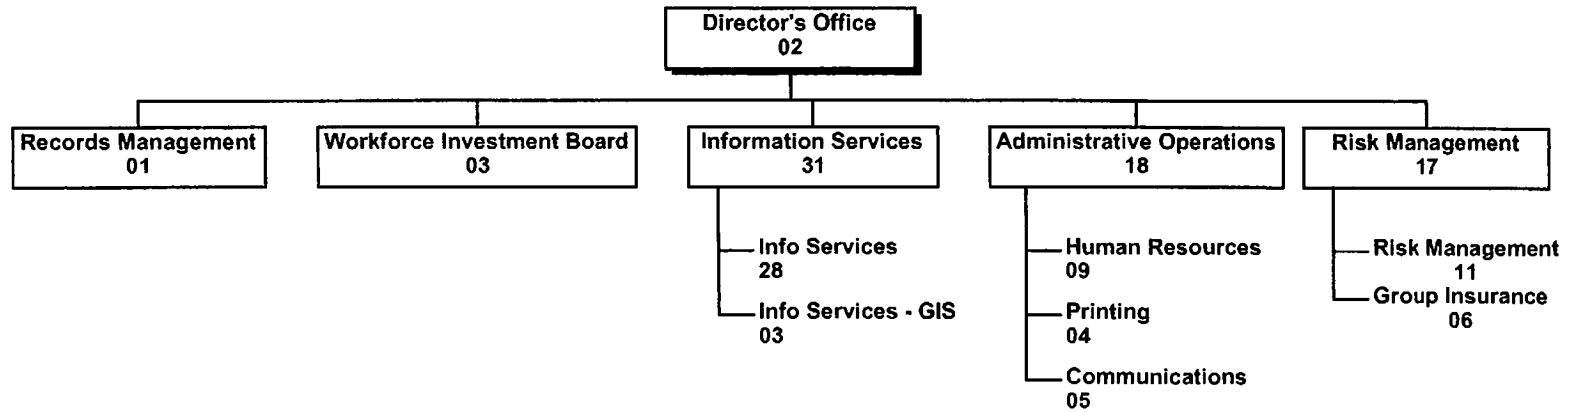 Director's Office
02
Records Management
01
Workforce Investment Board
03
Information Services
31
Administrative Operations
18
Risk Management
17
Info Services
28
Info Services - GIS
03
Human Resources
09
Printing
04
Communications
05
Risk Management
11
Group Insurance
06